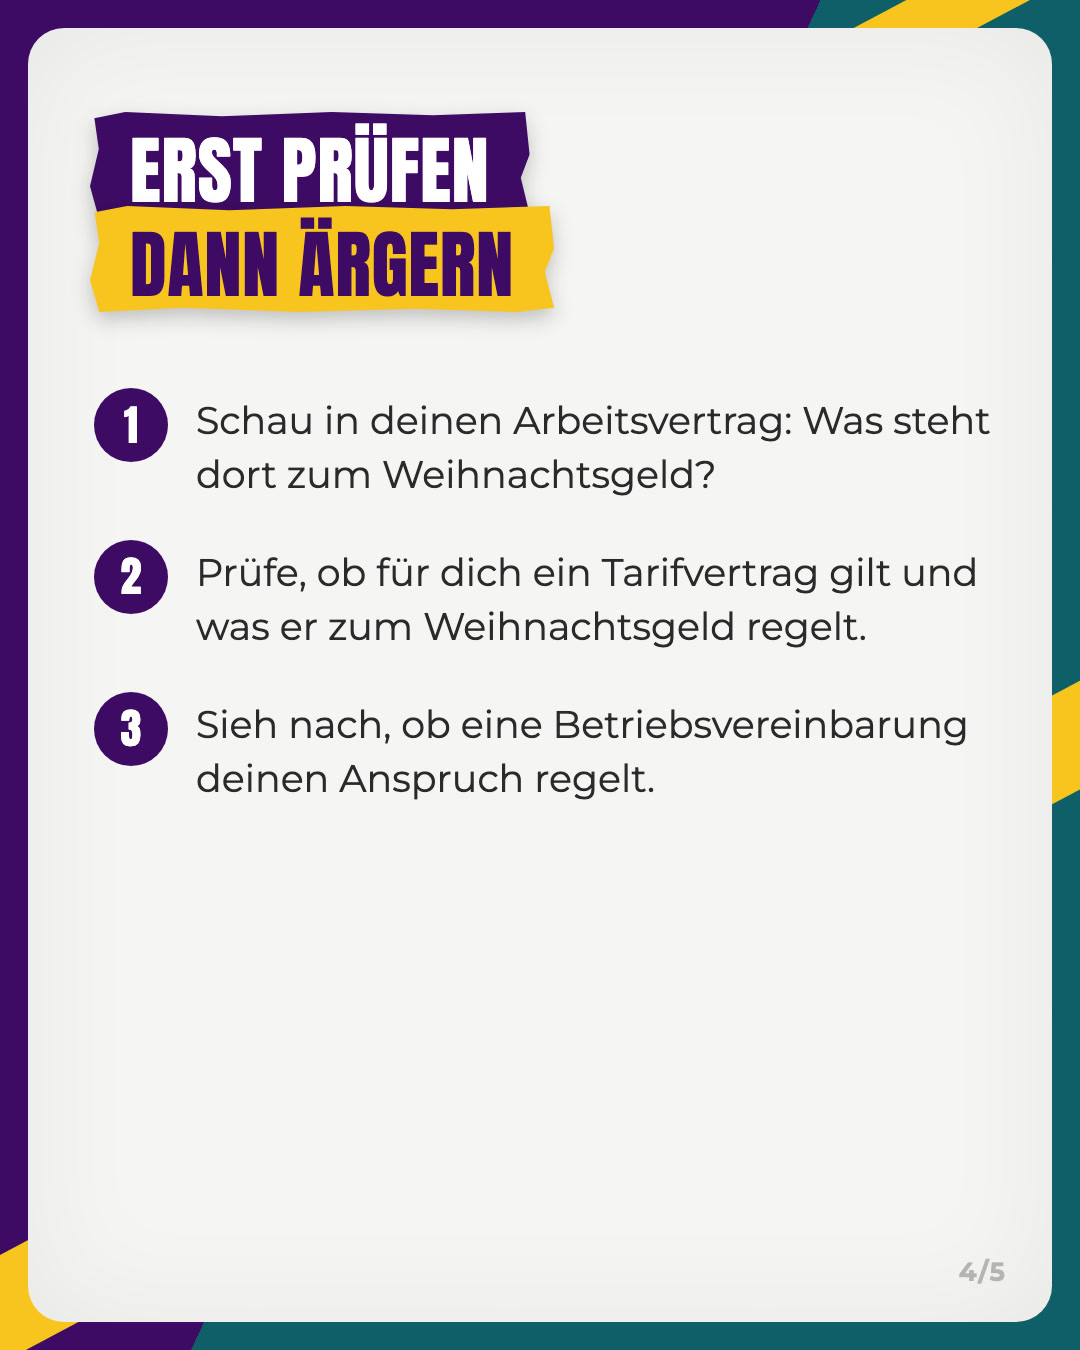 ERST PRÜFEN
DANN ÄRGERN
1 Schau in deinen Arbeitsvertrag: Was steht
dort zum Weihnachtsgeld?
2 Prüfe, ob für dich ein Tarifvertrag gilt und
was er zum Weihnachtsgeld regelt.
3 Sieh nach, ob eine Betriebsvereinbarung
deinen Anspruch regelt.
4/5